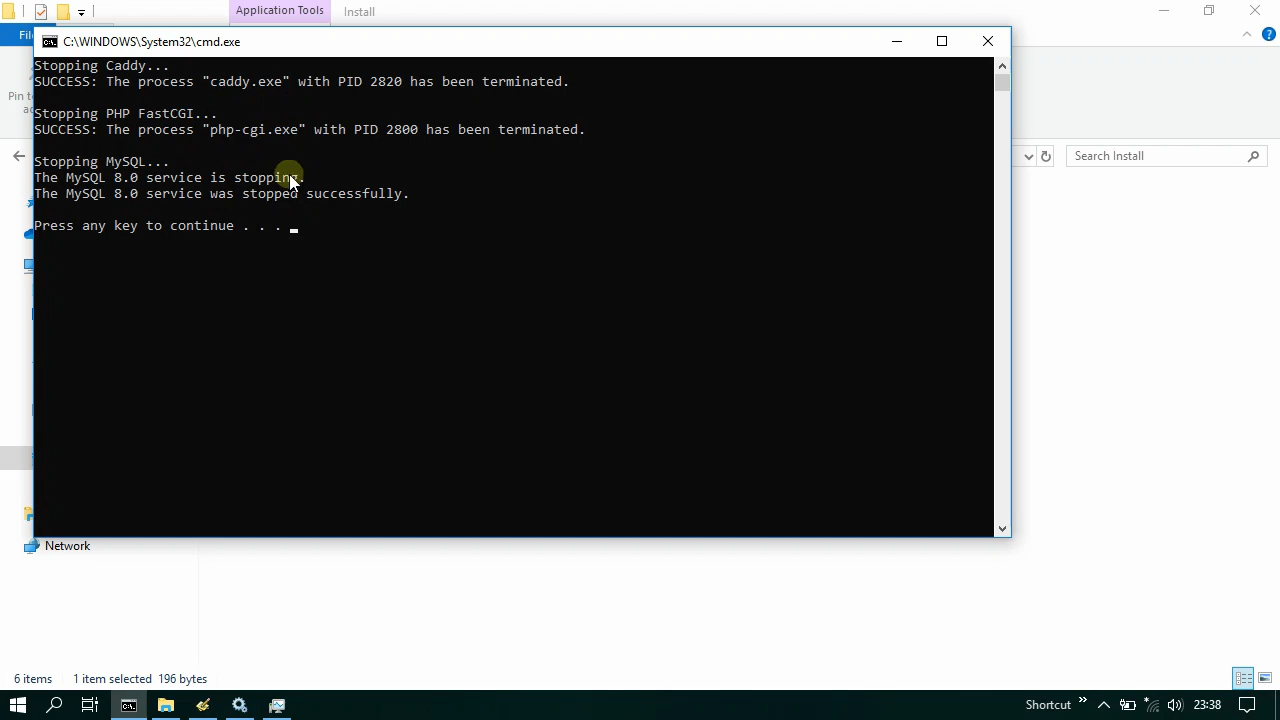 Application Tools
Install
C:\WINDOWS\System32\cmd.exe
Stopping Caddy...
SUCCESS: The process "caddy.exe" with PID 2820 has been terminated.
Stopping PHP FastCGI...
SUCCESS: The process "php-cgi.exe" with PID 2800 has been terminated.
Stopping MySQL...
The MySQL 8.0 service is stopping.
The MySQL 8.0 service was stopped successfully.
Press any key to continue . . .
Search Install
Network
6 items
1 item selected
196 bytes
Shortcut
23:38